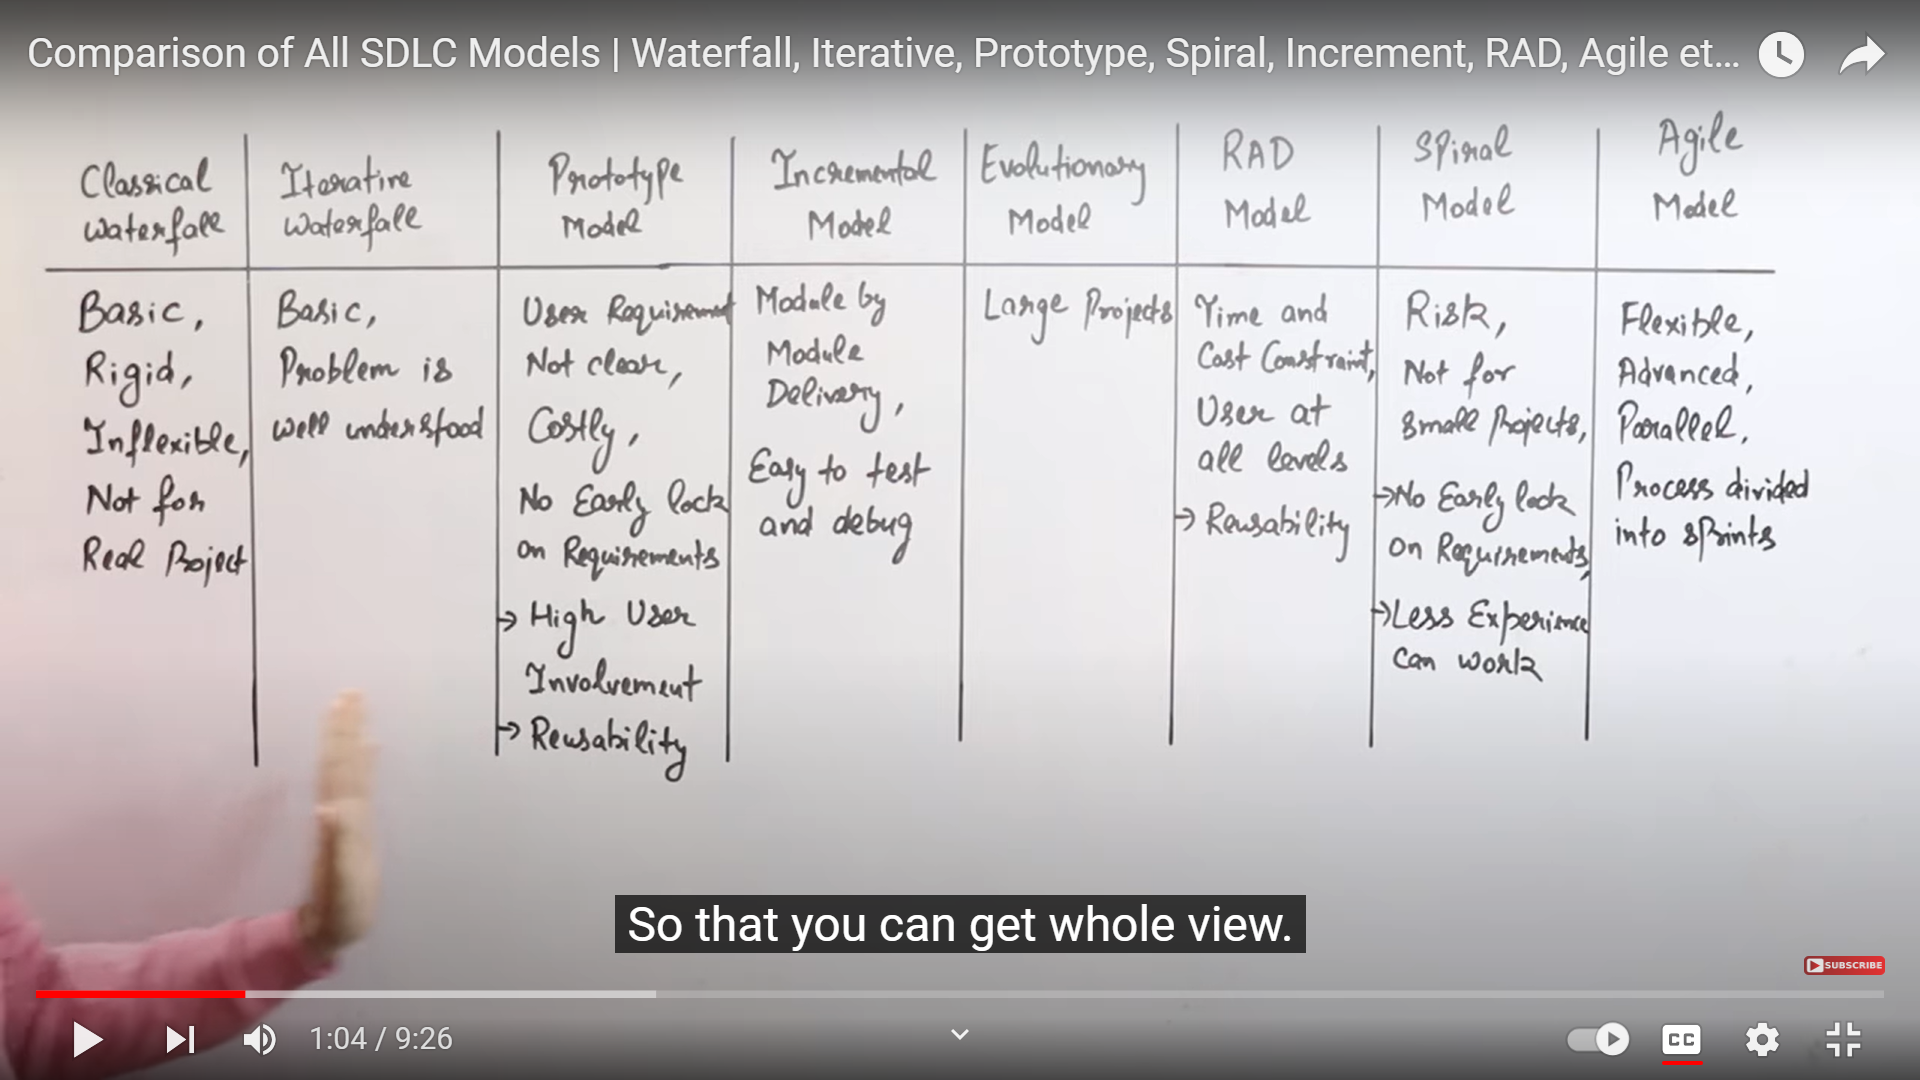 Comparison of All SDLC Models | Waterfall, Iterative, Prototype, Spiral, Increment, RAD, Agile et...
Classical
Waterfall
Basic,
Rigid,
Inflexible,
Not for
Real Project
Iterative
Waterfall
Basic,
Problem is
well understood
Prototype
Model
User Requirement
Not clear,
Costly,
No Early lock
on Requirements
→ High User
Involvement
→ Reusability
Incremental
Model
Module by
Module
Delivery,
Easy to test
and debug
Evolutionary
Model
Large Projects
RAD
Model
Time and
Cost Constraint,
User at
all levels
→ Reusability
Spiral
Model
Risk,
Not for
small Projects,
→ No Early lock
on Requirements,
→ Less Experience
Can work
Agile
Model
Flexible,
Advanced,
Parallel,
Process divided
into sprints
So that you can get whole view.
SUBSCRIBE
1:04 / 9:26
CC